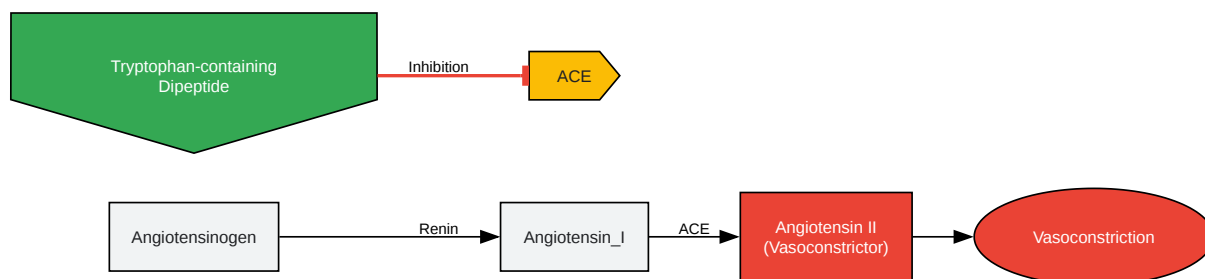 Tryptophan-containing
Dipeptide
Inhibition
ACE
Angiotensinogen
Renin
Angiotensin_I
ACE
Angiotensin II
(Vasoconstrictor)
Vasoconstriction